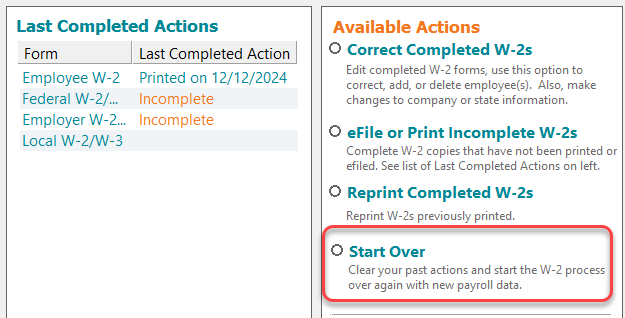 Last Completed Actions
Form Last Completed Action
Employee W-2 Printed on 12/12/2024
Federal W-2/... Incomplete
Employer W-2... Incomplete
Local W-2/W-3
Available Actions
Correct Completed W-2s
Edit completed W-2 forms, use this option to
correct, add, or delete employee(s). Also, make
changes to company or state information.
eFile or Print Incomplete W-2s
Complete W-2 copies that have not been printed or
efiled. See list of Last Completed Actions on left.
Reprint Completed W-2s
Reprint W-2s previously printed.
Start Over
Clear your past actions and start the W-2 process
over again with new payroll data.